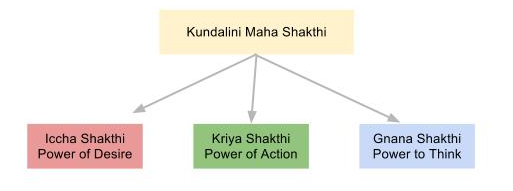 Kundalini Maha Shakthi
Iccha Shakthi
Power of Desire
Kriya Shakthi
Power of Action
Gnana Shakthi
Power to Think